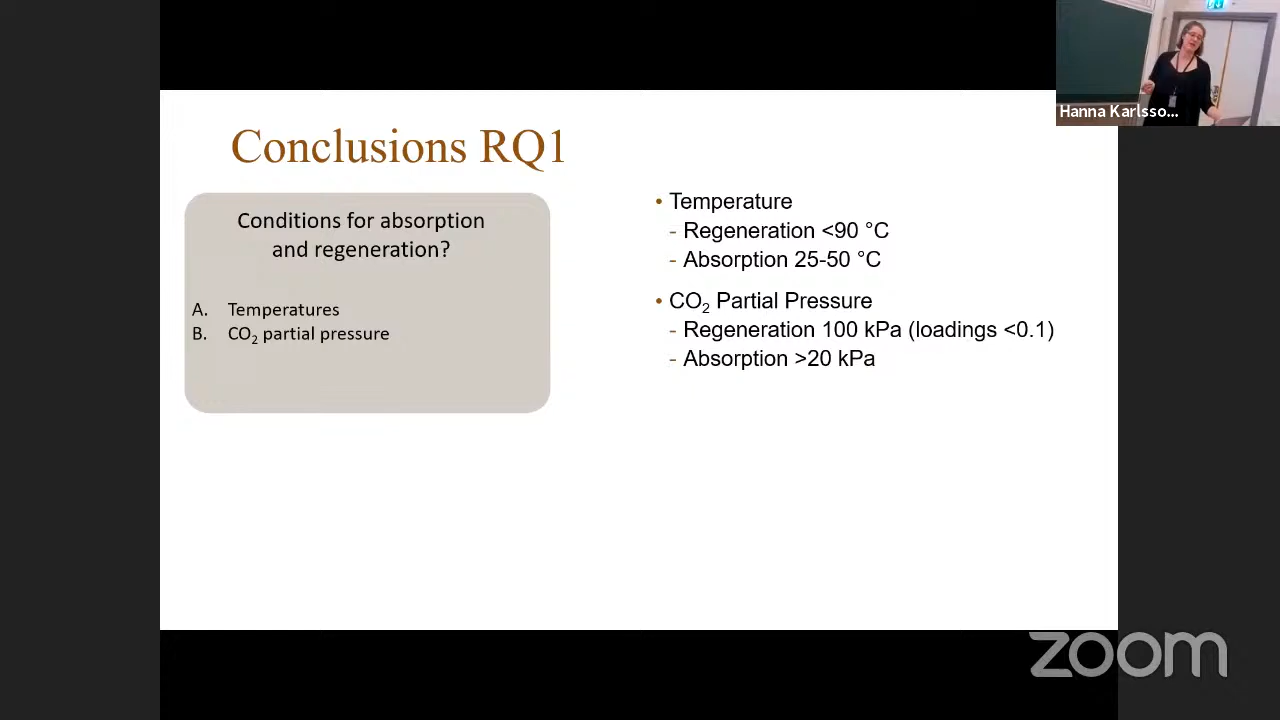 Hanna Karlsso...
Conclusions RQ1
Conditions for absorption
and regeneration?
A. Temperatures
B. CO₂ partial pressure
• Temperature
- Regeneration <90 °C
- Absorption 25-50 °C
• CO₂ Partial Pressure
- Regeneration 100 kPa (loadings <0.1)
- Absorption >20 kPa
zoom